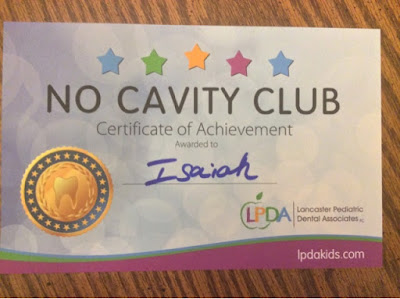 NO CAVITY CLUB
Certificate of Achievement
Awarded to
Isaiah
LPDA
Lancaster Pediatric
Dental Associates
lpdakids.com